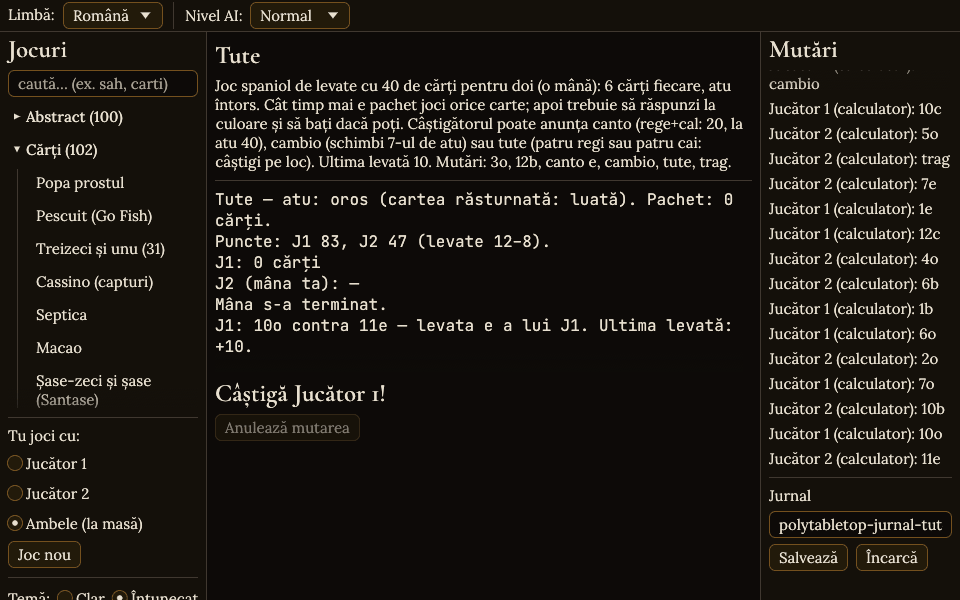 Limbă: Română ▼ Nivel AI: Normal ▼
Jocuri
caută... (ex. sah, carti)
▸ Abstract (100)
▾ Cărți (102)
Popa prostul
Pescuit (Go Fish)
Treizeci și unu (31)
Cassino (capturi)
Septica
Macao
Șase-zeci și șase
(Santase)
Tu joci cu:
Jucător 1
Jucător 2
Ambele (la masă)
Joc nou
Temă: Clar Întunecat
Tute
Joc spaniol de levate cu 40 de cărți pentru doi (o mână): 6 cărți fiecare, atu
întors. Cât timp mai e pachet joci orice carte; apoi trebuie să răspunzi la
culoare și să bați dacă poți. Câștigătorul poate anunța canto (rege+cal: 20, la
atu 40), cambio (schimbi 7-ul de atu) sau tute (patru regi sau patru cai:
câștigi pe loc). Ultima levată 10. Mutări: 3o, 12b, canto e, cambio, tute, trag.
Tute — atu: oros (cartea răsturnată: luată). Pachet: 0
cărți.
Puncte: J1 83, J2 47 (levate 12–8).
J1: 0 cărți
J2 (mâna ta): —
Mâna s-a terminat.
J1: 10o contra 11e — levata e a lui J1. Ultima levată:
+10.
Câștigă Jucător 1!
Anulează mutarea
Mutări
cambio
Jucător 1 (calculator): 10c
Jucător 2 (calculator): 5o
Jucător 2 (calculator): trag
Jucător 2 (calculator): 7e
Jucător 1 (calculator): 1e
Jucător 1 (calculator): 12c
Jucător 2 (calculator): 4o
Jucător 2 (calculator): 6b
Jucător 1 (calculator): 1b
Jucător 1 (calculator): 6o
Jucător 2 (calculator): 2o
Jucător 1 (calculator): 7o
Jucător 2 (calculator): 10b
Jucător 1 (calculator): 10o
Jucător 2 (calculator): 11e
Jurnal
polytabletop-jurnal-tut
Salvează Încarcă